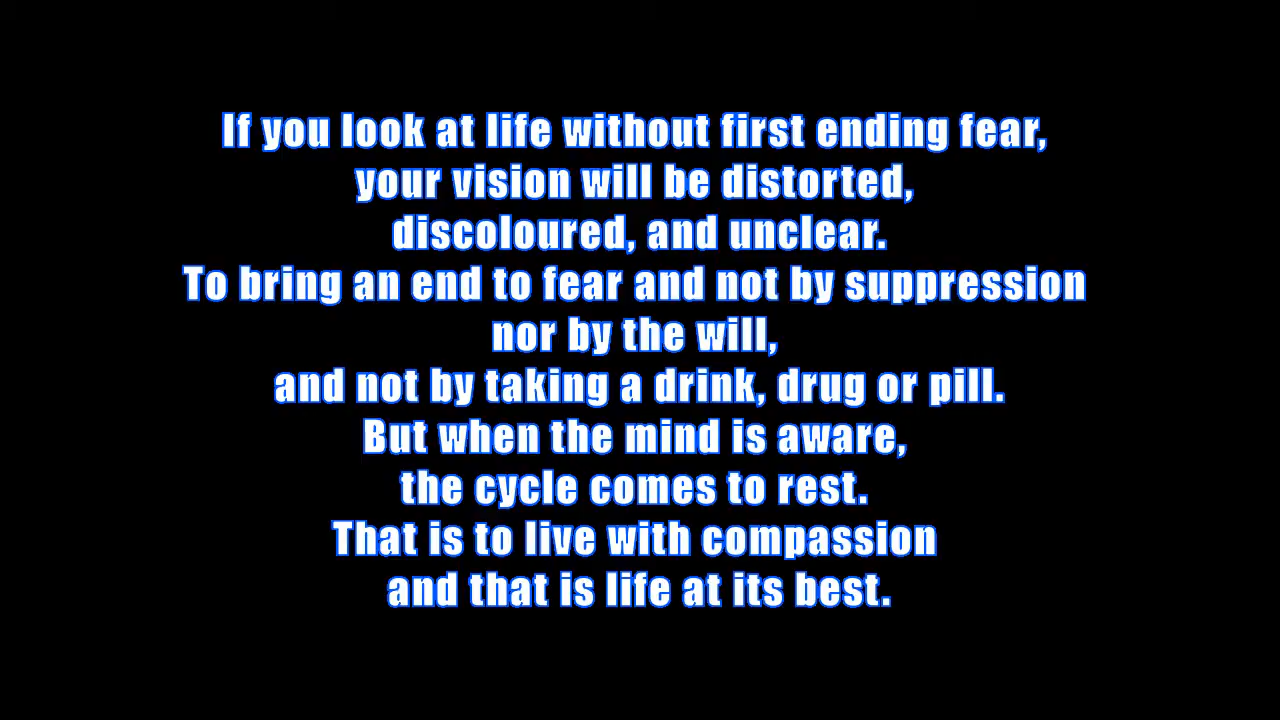 If you look at life without first ending fear,
your vision will be distorted,
discoloured, and unclear.
To bring an end to fear and not by suppression
nor by the will,
and not by taking a drink, drug or pill.
But when the mind is aware,
the cycle comes to rest.
That is to live with compassion
and that is life at its best.